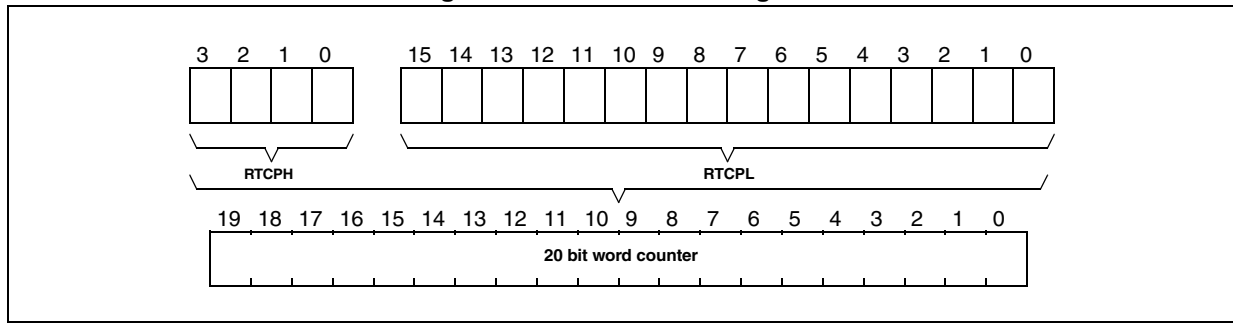 3 2 1 0 15 14 13 12 11 10 9 8 7 6 5 4 3 2 1 0
RTCPH RTCPL
19 18 17 16 15 14 13 12 11 10 9 8 7 6 5 4 3 2 1 0
20 bit word counter